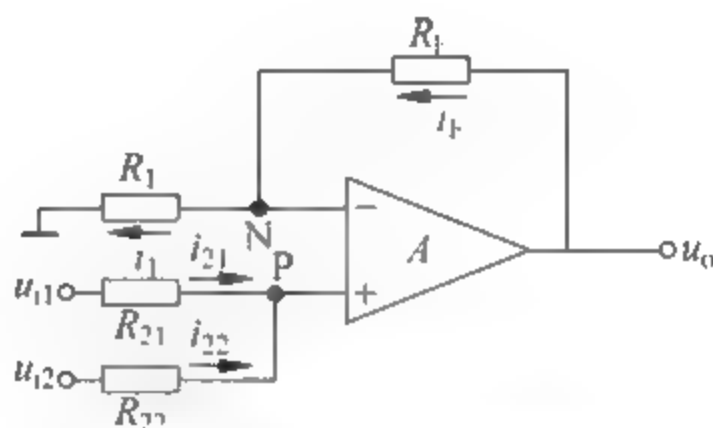 R_F
i_F
R_1
N
i_1
i_21
P
−
A
+
u_o
u_i1
R_21
i_22
u_i2
R_22